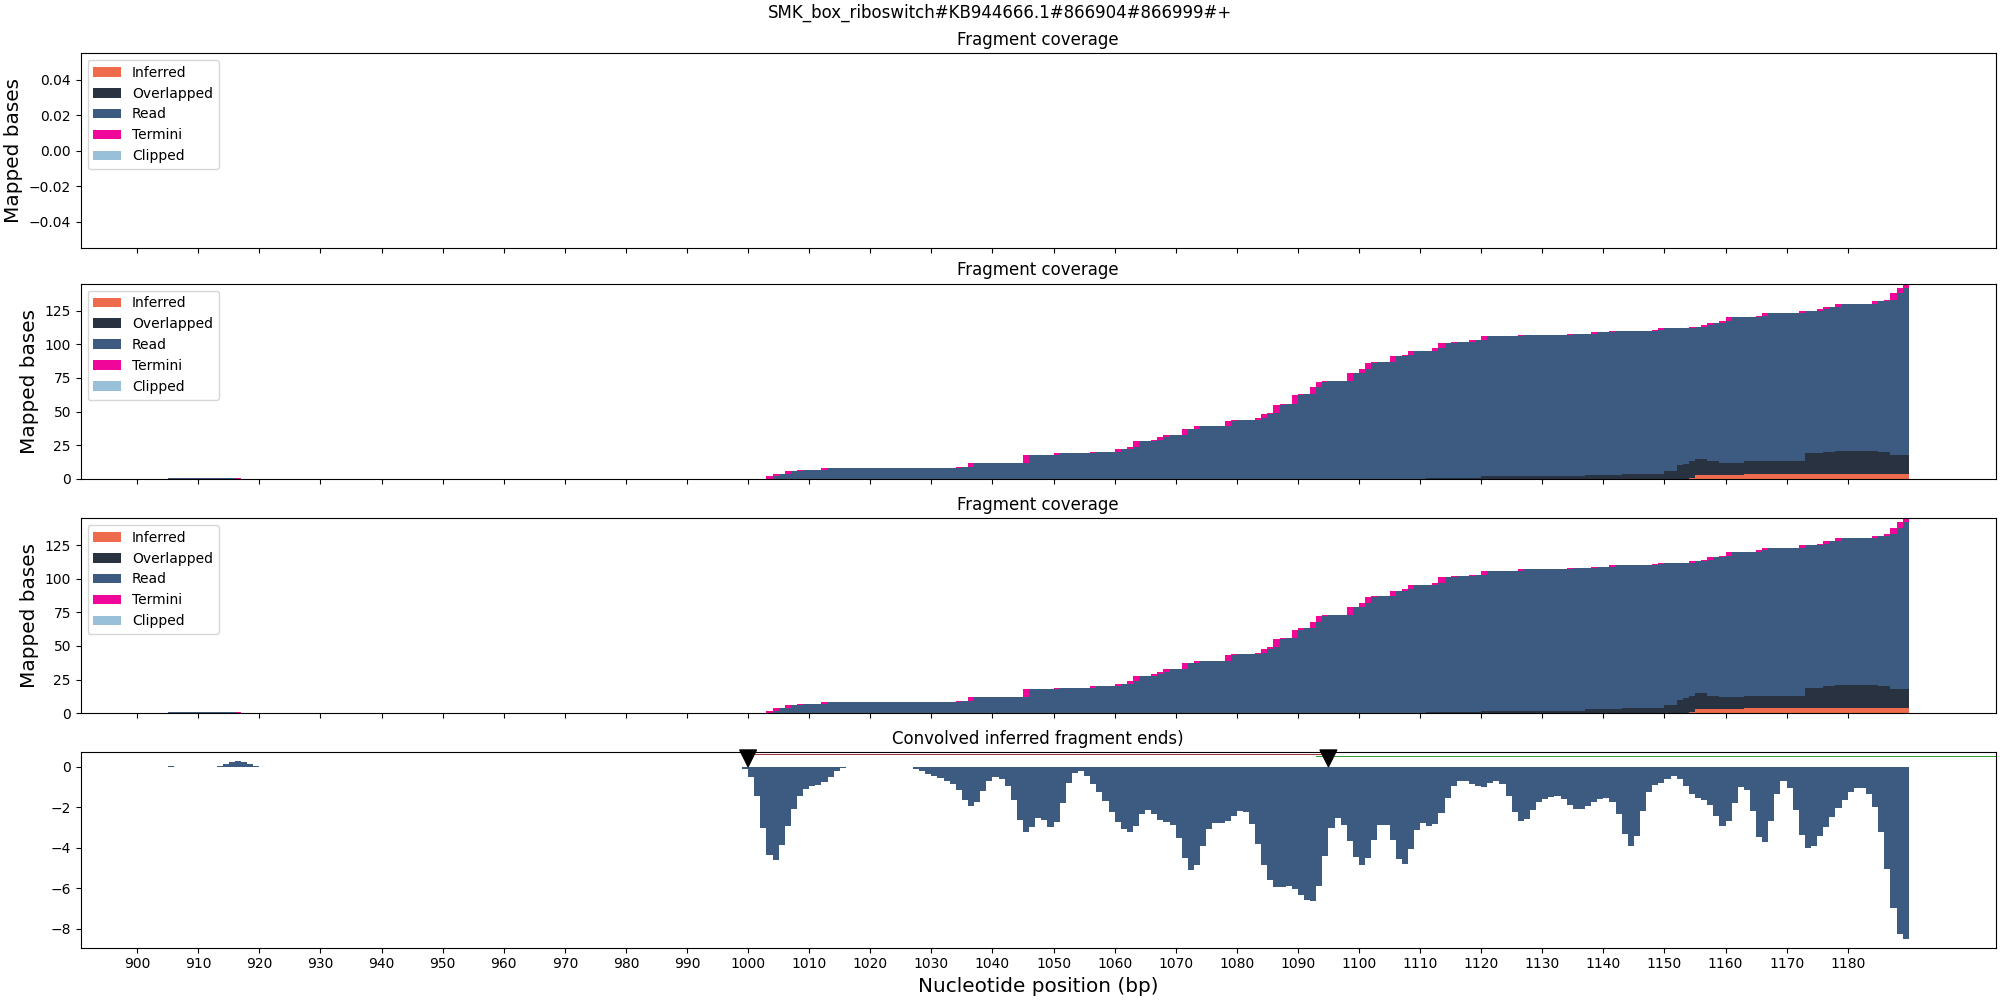 SMK_box_riboswitch#KB944666.1#866904#866999#+
Fragment coverage
Mapped bases
0.04
0.02
0.00
−0.02
−0.04
Inferred
Overlapped
Read
Termini
Clipped
Fragment coverage
Mapped bases
125
100
75
50
25
0
Inferred
Overlapped
Read
Termini
Clipped
Fragment coverage
Mapped bases
125
100
75
50
25
0
Inferred
Overlapped
Read
Termini
Clipped
Convolved inferred fragment ends)
0
−2
−4
−6
−8
900 910 920 930 940 950 960 970 980 990 1000 1010 1020 1030 1040 1050 1060 1070 1080 1090 1100 1110 1120 1130 1140 1150 1160 1170 1180
Nucleotide position (bp)